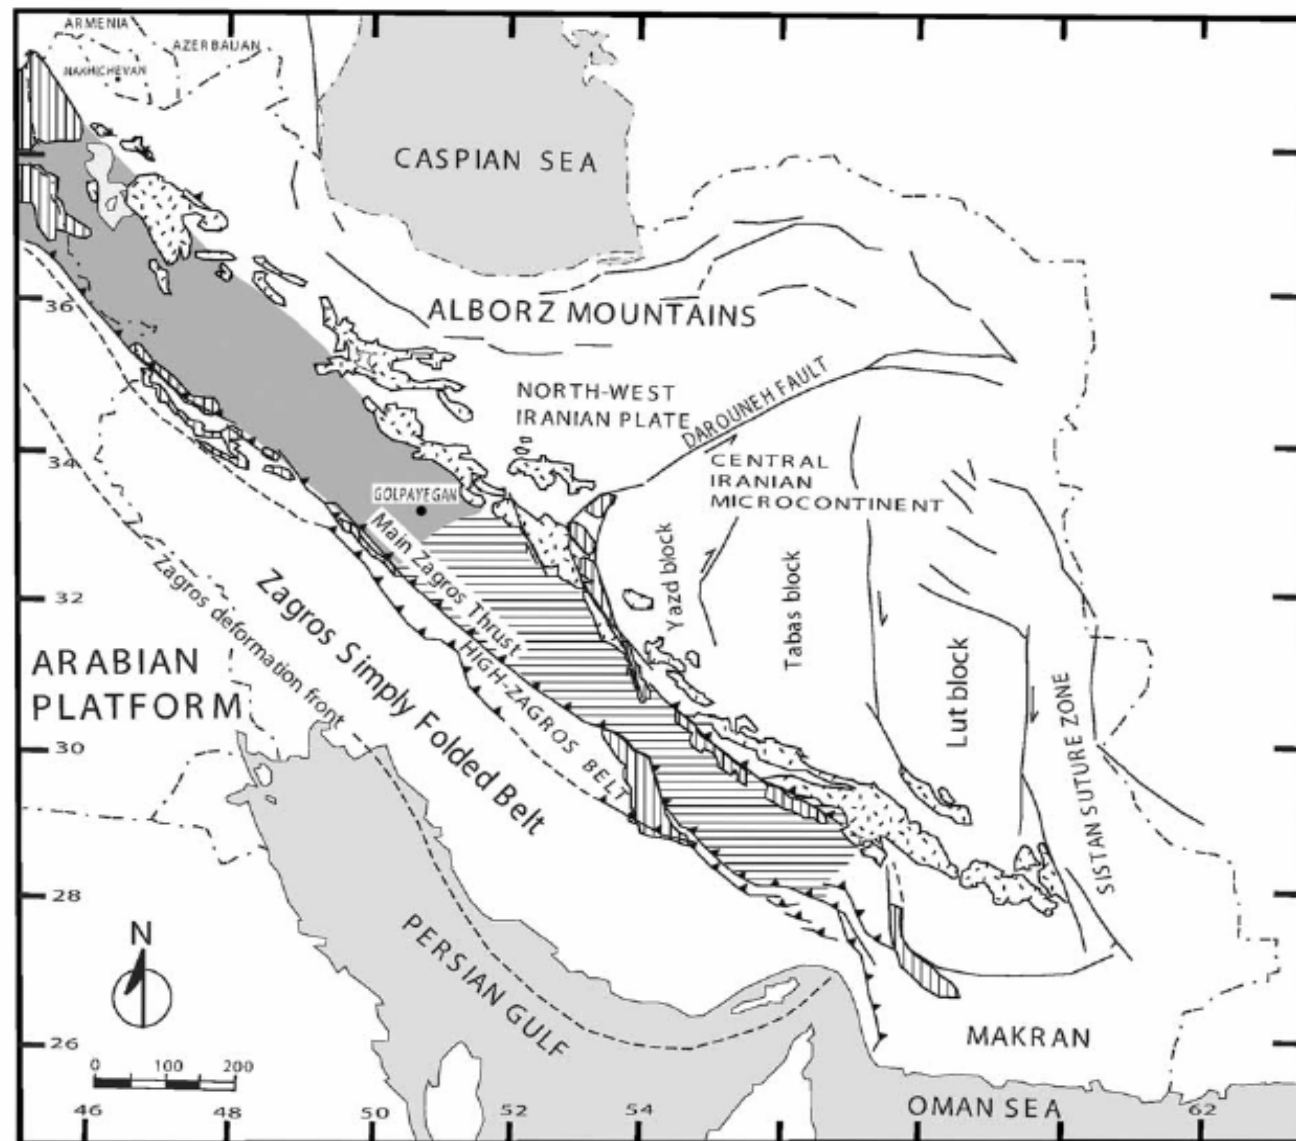 ARMENIA
AZERBAIJAN
NAKHICHEVAN
CASPIAN SEA
36
ALBORZ MOUNTAINS
NORTH-WEST
IRANIAN PLATE
DAROUNEH FAULT
34
CENTRAL
IRANIAN
MICROCONTINENT
GOLPAYEGAN
Main Zagros Thrust
Yazd block
Tabas block
Lut block
32
Zagros deformation front
Zagros Simply Folded Belt
HIGH-ZAGROS BELT
ARABIAN
PLATFORM
SISTAN SUTURE ZONE
30
28
N
PERSIAN GULF
MAKRAN
26
0 100 200
OMAN SEA
46 48 50 52 54 62